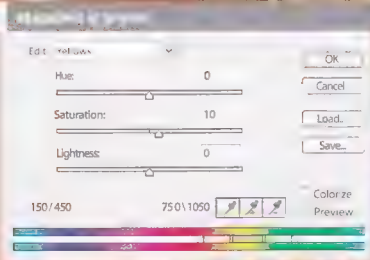 Edit: Yellows
OK
Hue: 0
Cancel
Saturation: 10
Load...
Lightness: 0
Save...
Colorize
150/450 750\1050
Preview